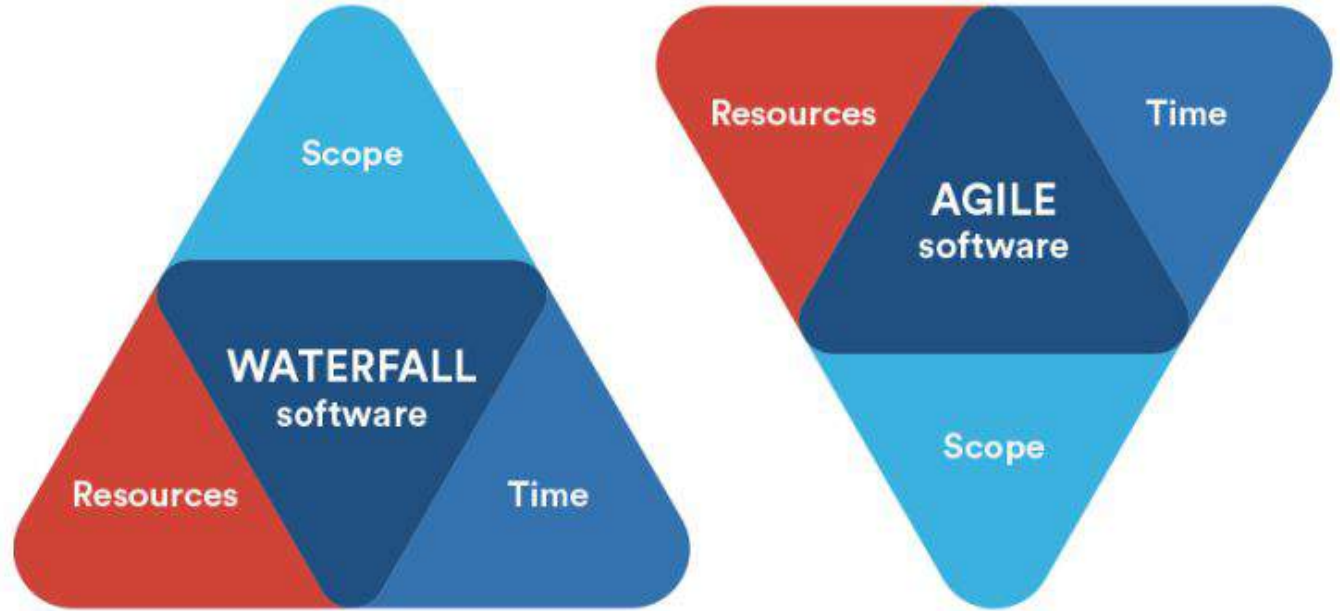 Scope
WATERFALL
software
Resources
Time
Resources
Time
AGILE
software
Scope